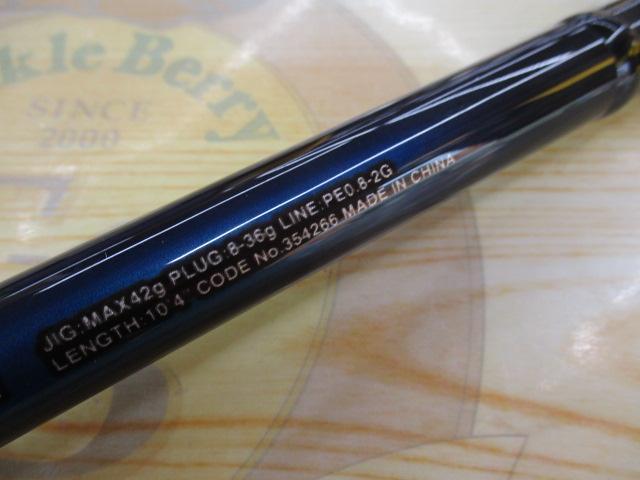 kle Berry
SINCE
2000
JIG:MAX42g PLUG:8-36g LINE:PE0.8-2G
LENGTH:10'4" CODE No.354266 MADE IN CHINA